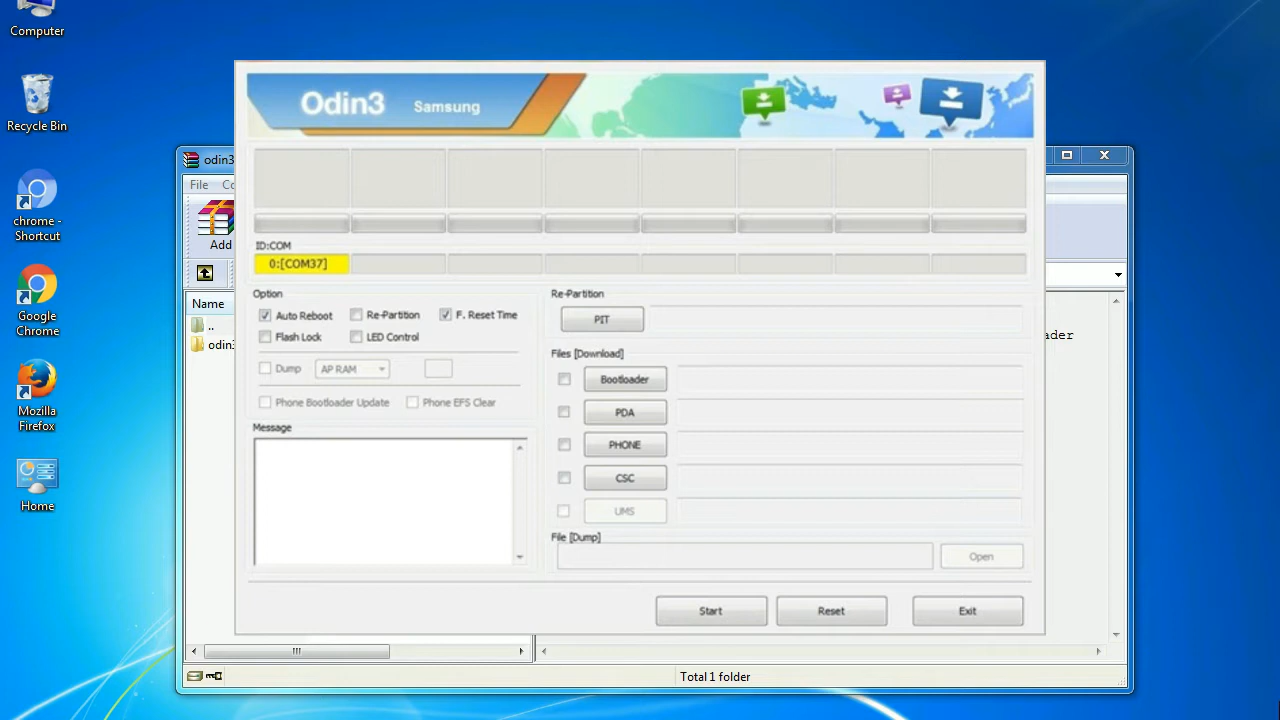 Computer
Recycle Bin
chrome -
Shortcut
Google
Chrome
Mozilla
Firefox
Home
odin3
File
Add
Name
..
odin3
Total 1 folder
Odin3 Samsung
ID:COM
0:[COM37]
Option
Auto Reboot Re-Partition F. Reset Time
Flash Lock LED Control
Dump AP RAM
Phone Bootloader Update Phone EFS Clear
Message
Re-Partition
PIT
Files [Download]
Bootloader
PDA
PHONE
CSC
UMS
File [Dump]
Open
Start Reset Exit